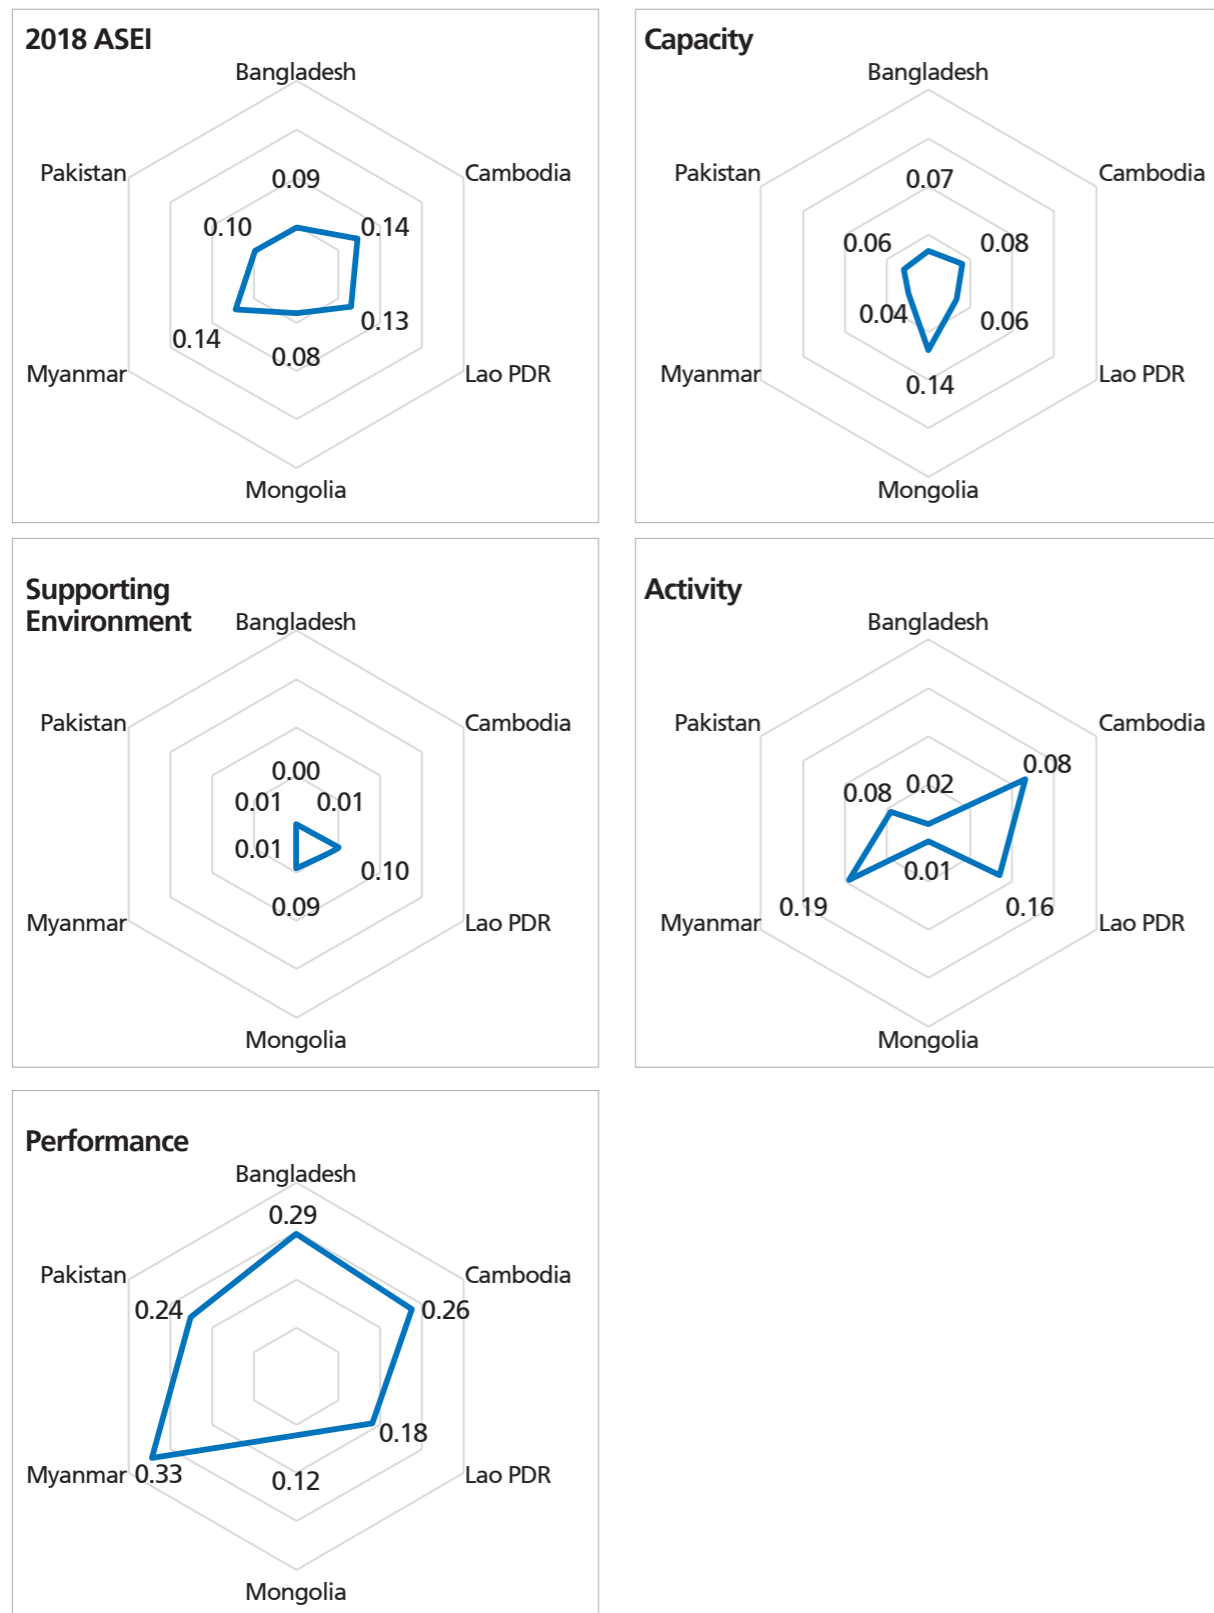 2018 ASEI
Bangladesh
Pakistan
Cambodia
0.09
0.10
0.14
0.14
0.13
0.08
Myanmar
Lao PDR
Mongolia
Capacity
Bangladesh
Pakistan
Cambodia
0.07
0.06
0.08
0.04
0.06
0.14
Myanmar
Lao PDR
Mongolia
Supporting
Environment
Bangladesh
Pakistan
Cambodia
0.00
0.01
0.01
0.01
0.10
0.09
Myanmar
Lao PDR
Mongolia
Activity
Bangladesh
Pakistan
Cambodia
0.08
0.02
0.08
0.01
0.19
0.16
Myanmar
Lao PDR
Mongolia
Performance
Bangladesh
0.29
Pakistan
Cambodia
0.24
0.26
0.18
Myanmar
0.33
0.12
Lao PDR
Mongolia